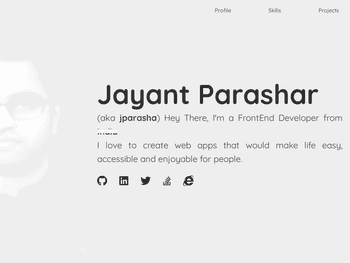 Profile Skills Projects
Jayant Parashar
(aka jparasha) Hey There, I'm a FrontEnd Developer from
India
I love to create web apps that would make life easy,
accessible and enjoyable for people.